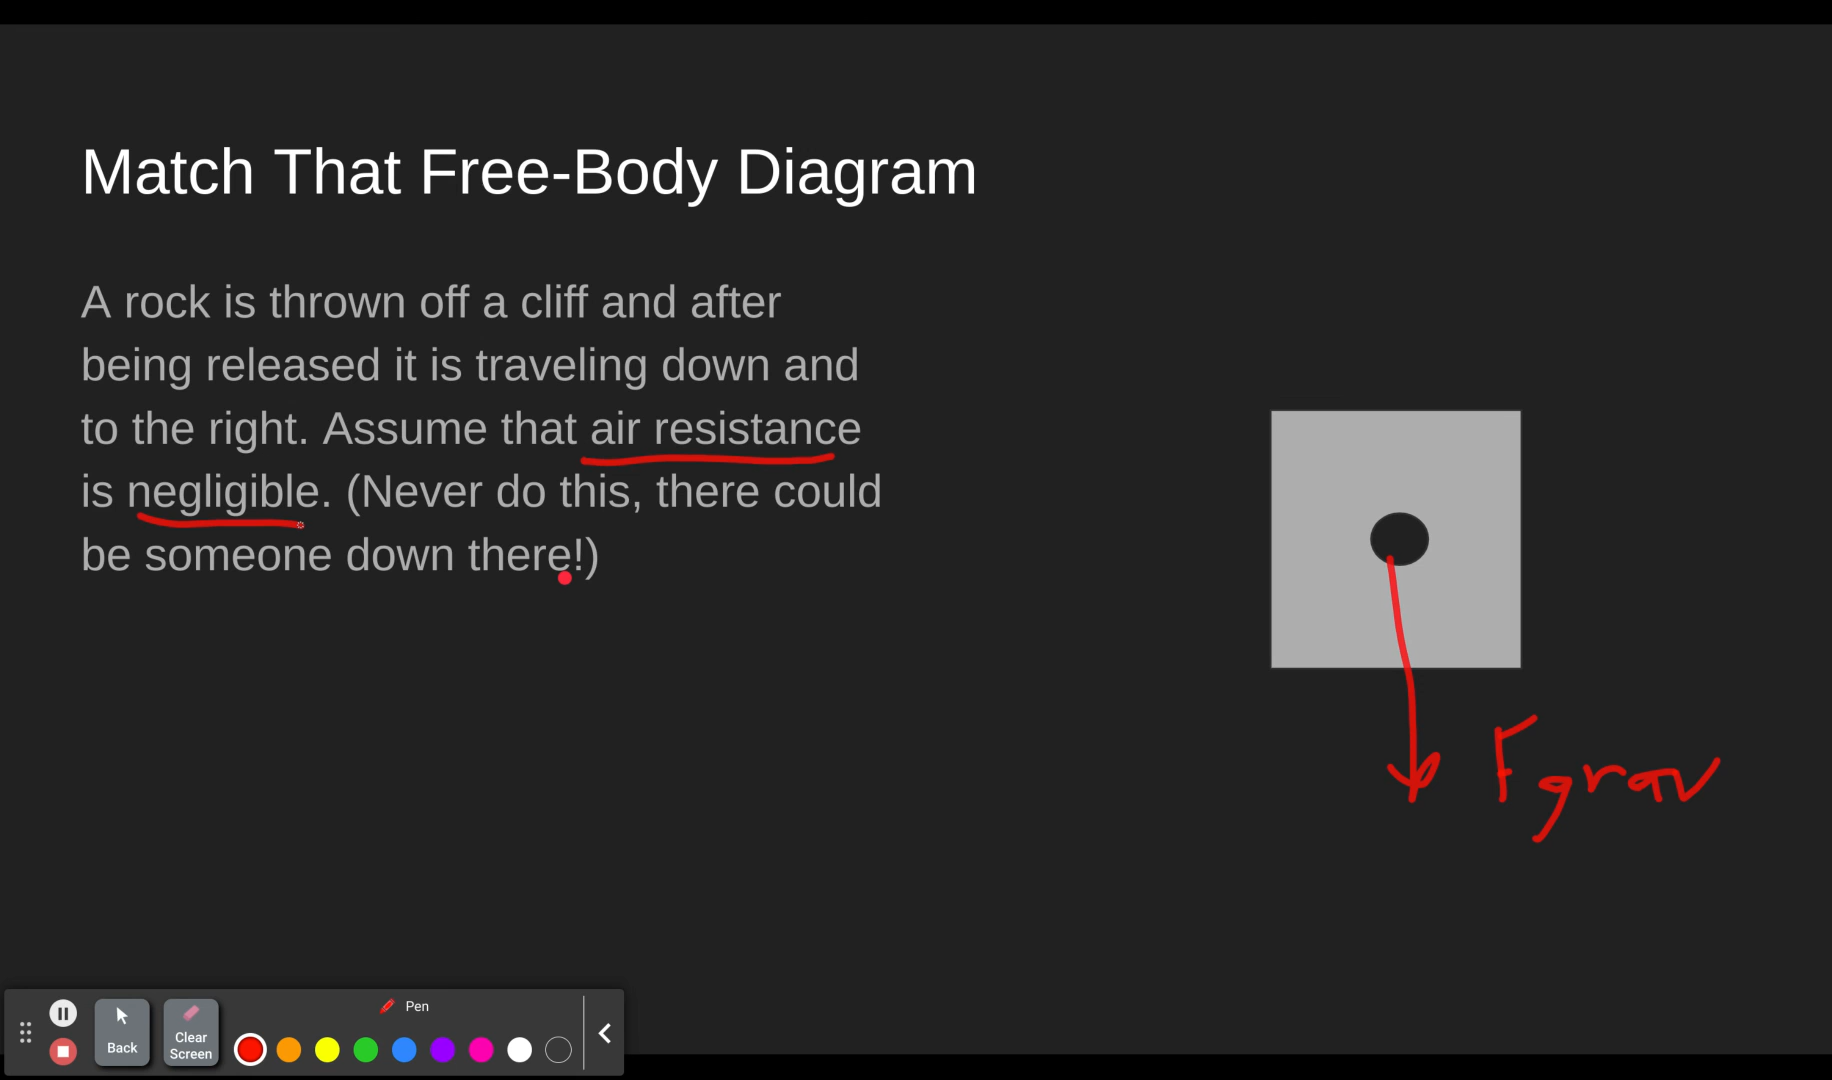 Match That Free-Body Diagram
A rock is thrown off a cliff and after
being released it is traveling down and
to the right. Assume that air resistance
is negligible. (Never do this, there could
be someone down there!)
Fgrav
Pen
Back
Clear
Screen